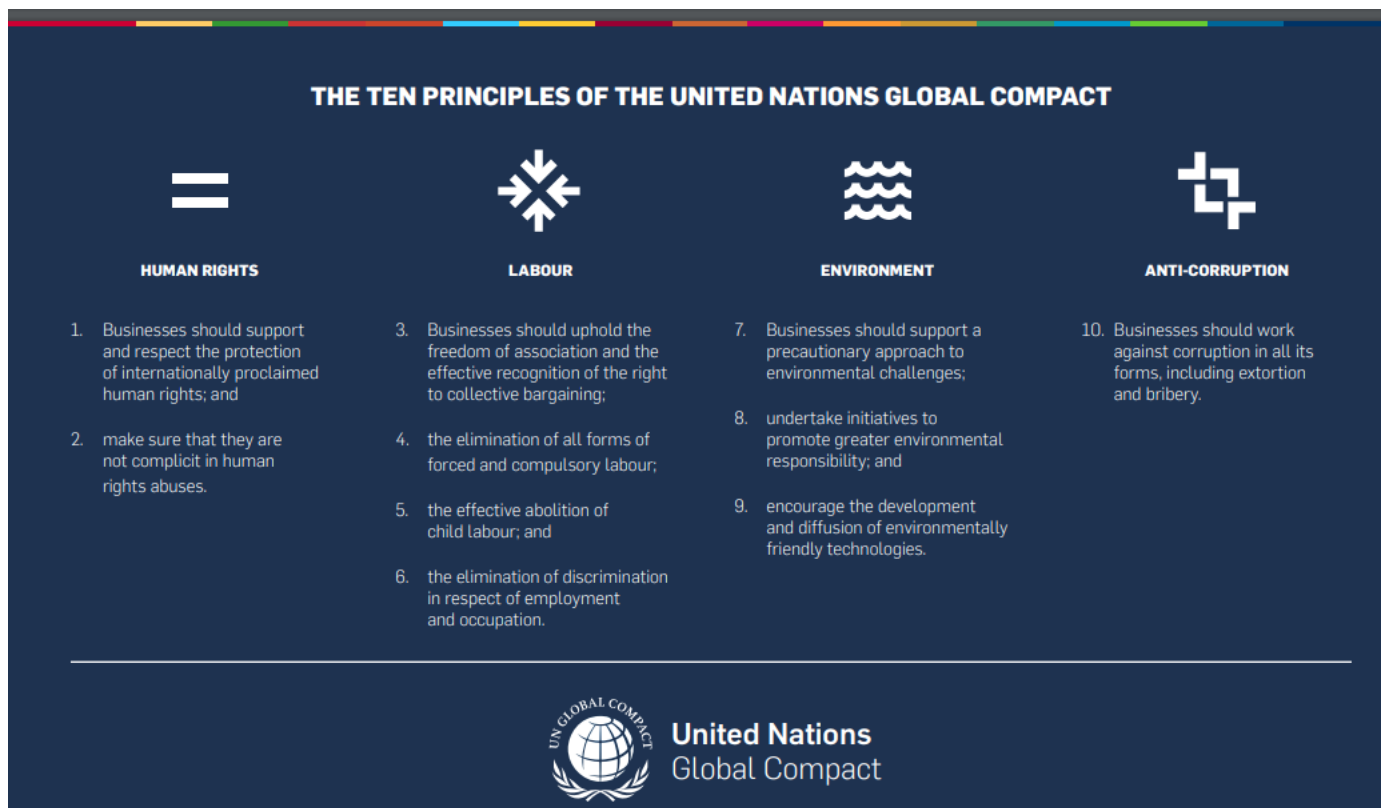 THE TEN PRINCIPLES OF THE UNITED NATIONS GLOBAL COMPACT
HUMAN RIGHTS
1. Businesses should support
and respect the protection
of internationally proclaimed
human rights; and
2. make sure that they are
not complicit in human
rights abuses.
LABOUR
3. Businesses should uphold the
freedom of association and the
effective recognition of the right
to collective bargaining;
4. the elimination of all forms of
forced and compulsory labour;
5. the effective abolition of
child labour; and
6. the elimination of discrimination
in respect of employment
and occupation.
ENVIRONMENT
7. Businesses should support a
precautionary approach to
environmental challenges;
8. undertake initiatives to
promote greater environmental
responsibility; and
9. encourage the development
and diffusion of environmentally
friendly technologies.
ANTI-CORRUPTION
10. Businesses should work
against corruption in all its
forms, including extortion
and bribery.
UN GLOBAL COMPACT
United Nations
Global Compact